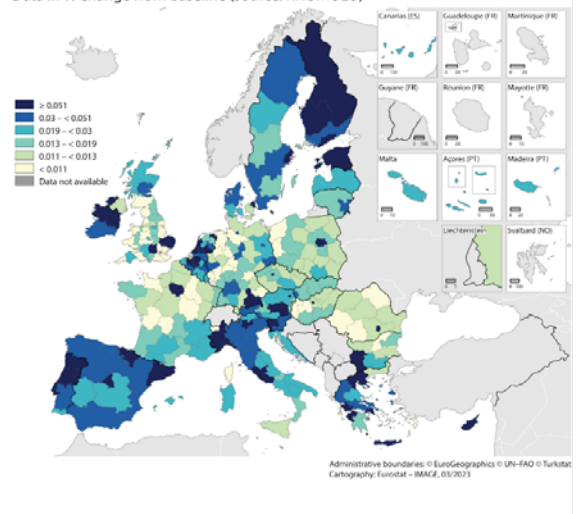 Canarias (ES)
Guadeloupe (FR)
Martinique (FR)
Guyane (FR)
Réunion (FR)
Mayotte (FR)
Malta
Açores (PT)
Madeira (PT)
Liechtenstein
Svalbard (NO)
≥ 0.051
0.03 – < 0.051
0.019 – < 0.03
0.013 – < 0.019
0.011 – < 0.013
< 0.011
Data not available
Administrative boundaries: © EuroGeographics © UN–FAO © Turkstat
Cartography: Eurostat – IMAGE, 03/2023